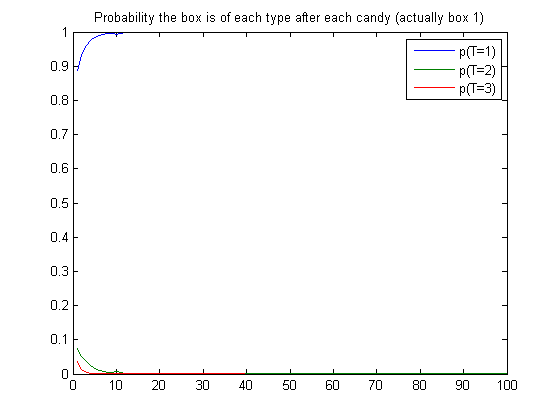 Probability the box is of each type after each candy (actually box 1)
1
0.9
0.8
0.7
0.6
0.5
0.4
0.3
0.2
0.1
0
p(T=1)
p(T=2)
p(T=3)
0 10 20 30 40 50 60 70 80 90 100